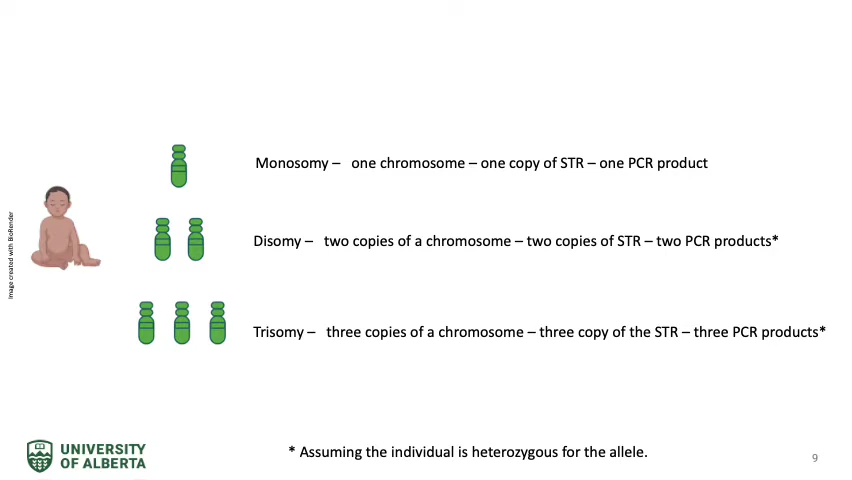 Image created with BioRender
Monosomy – one chromosome – one copy of STR – one PCR product
Disomy – two copies of a chromosome – two copies of STR – two PCR products*
Trisomy – three copies of a chromosome – three copy of the STR – three PCR products*
* Assuming the individual is heterozygous for the allele.
UNIVERSITY
OF ALBERTA
9